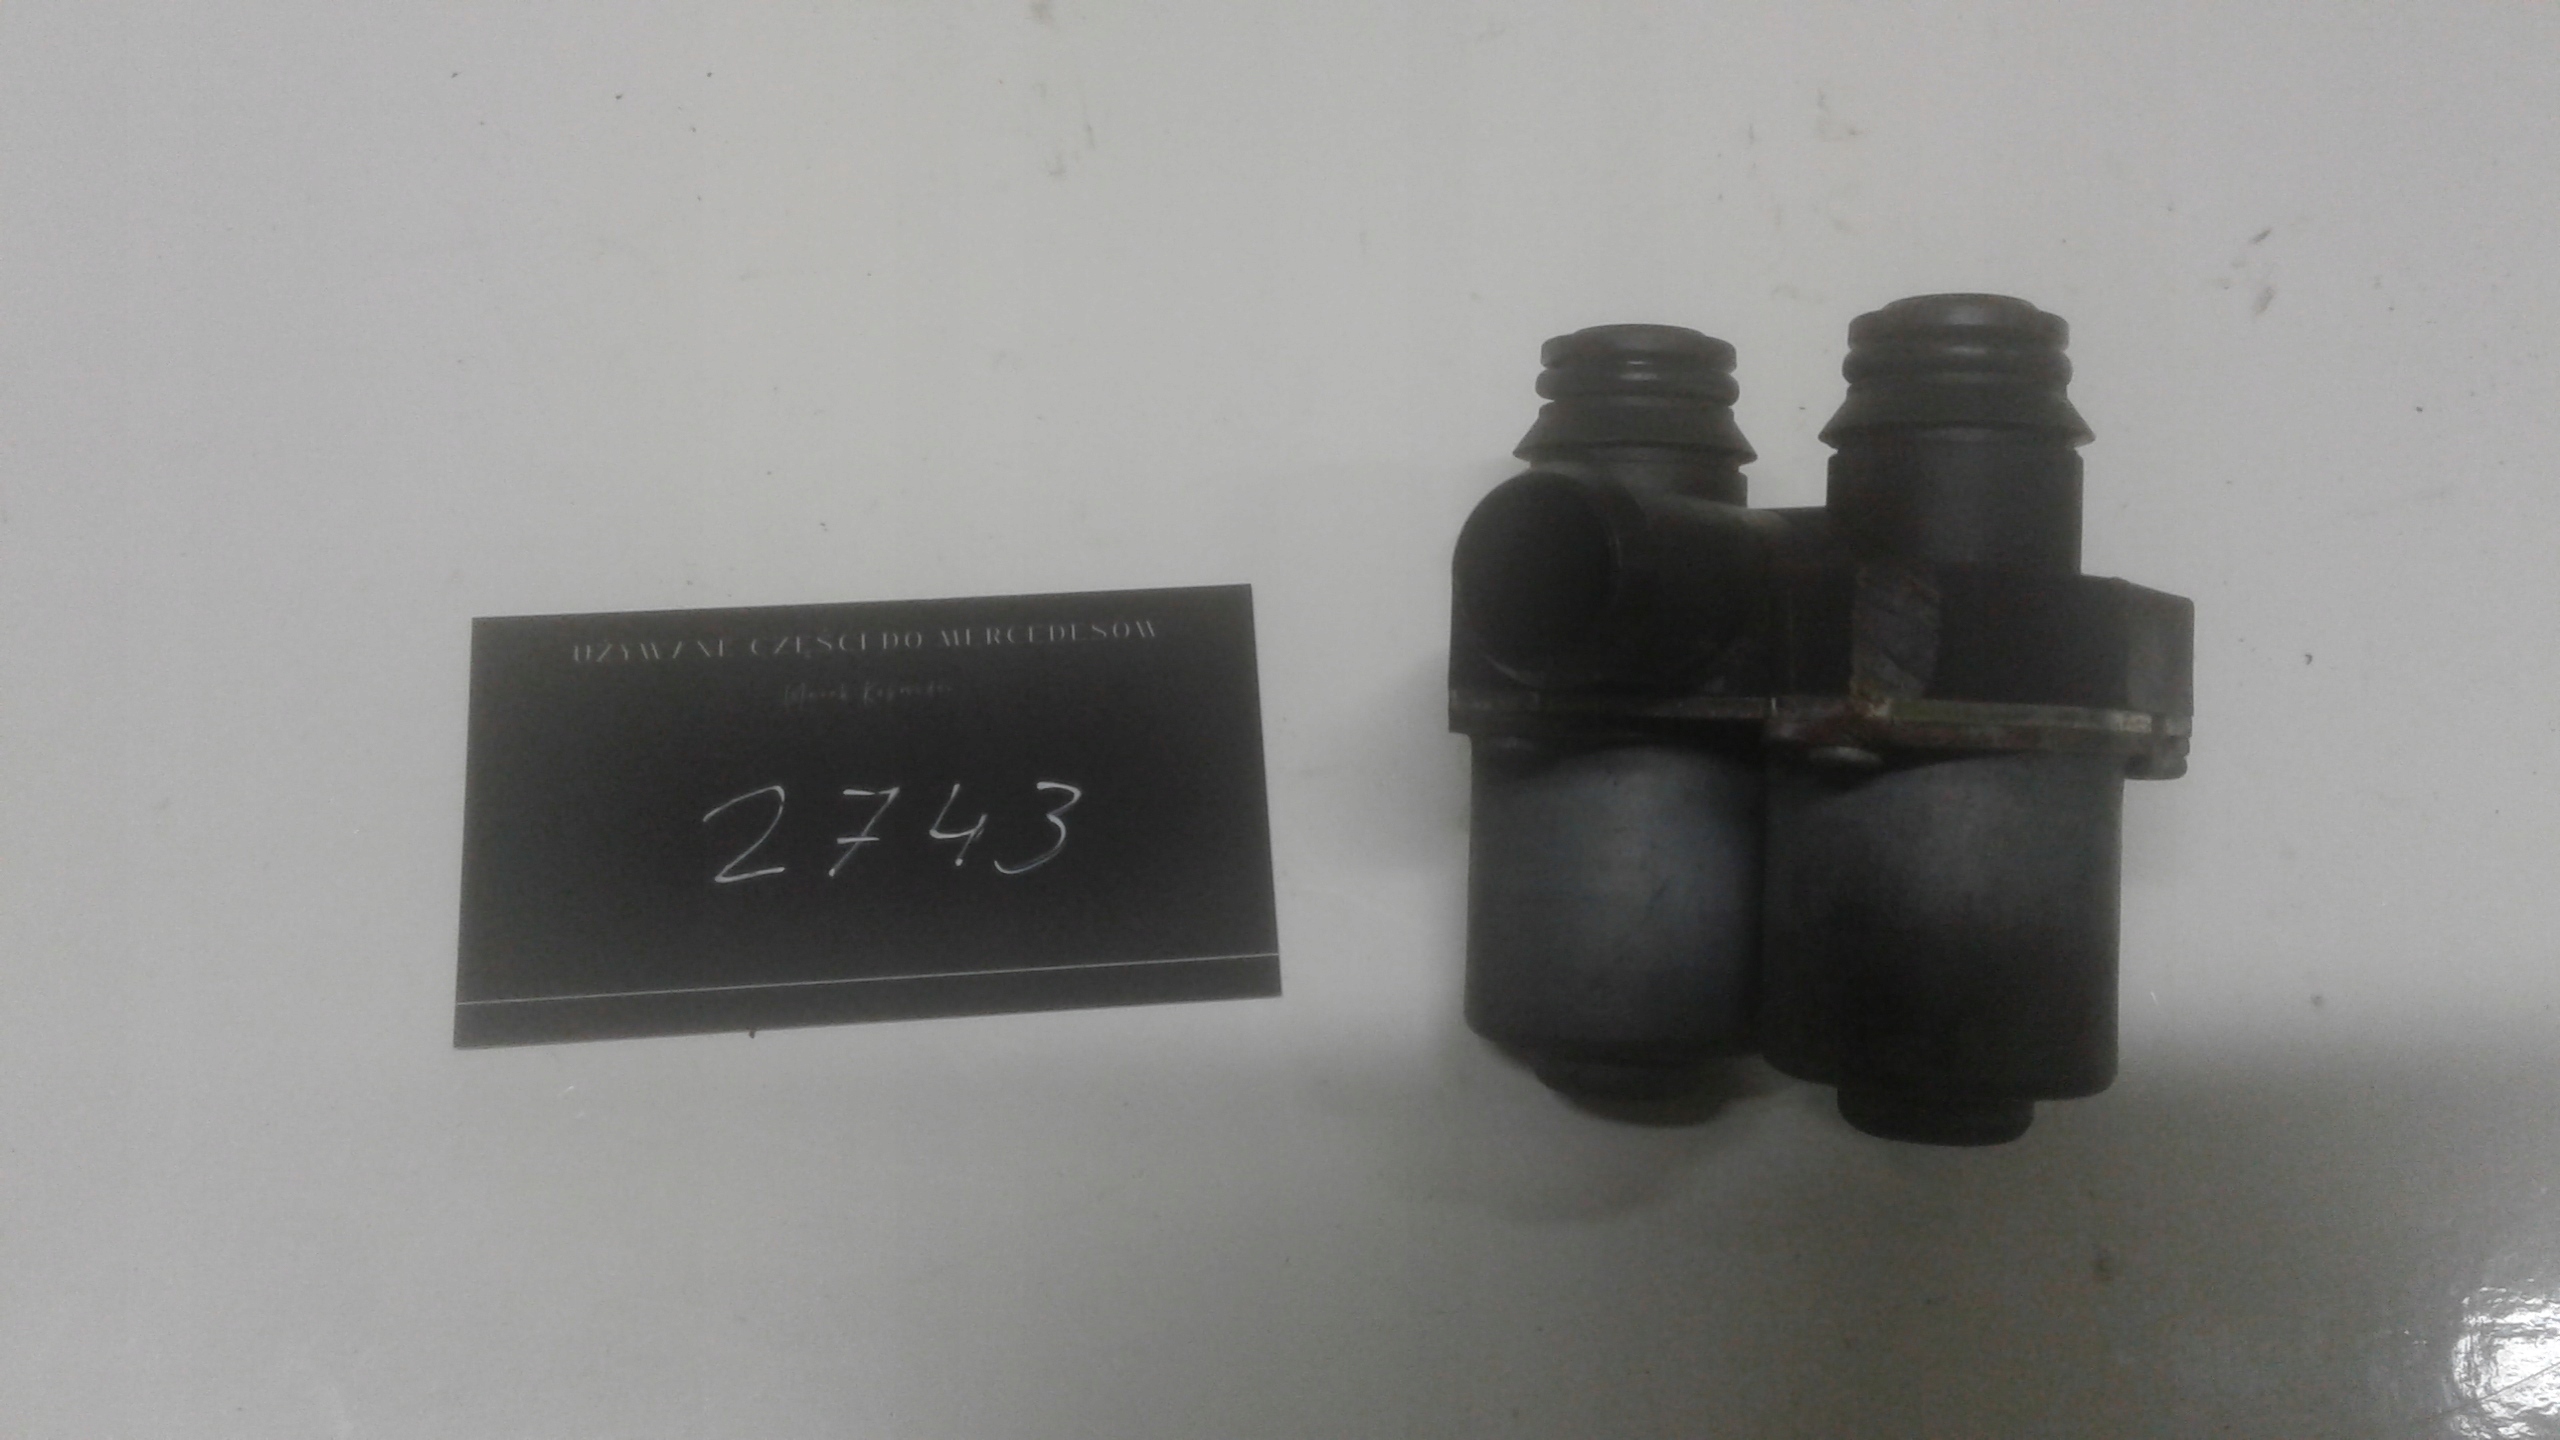 UŻYWANE CZĘŚCI DO MERCEDESÓW
2743